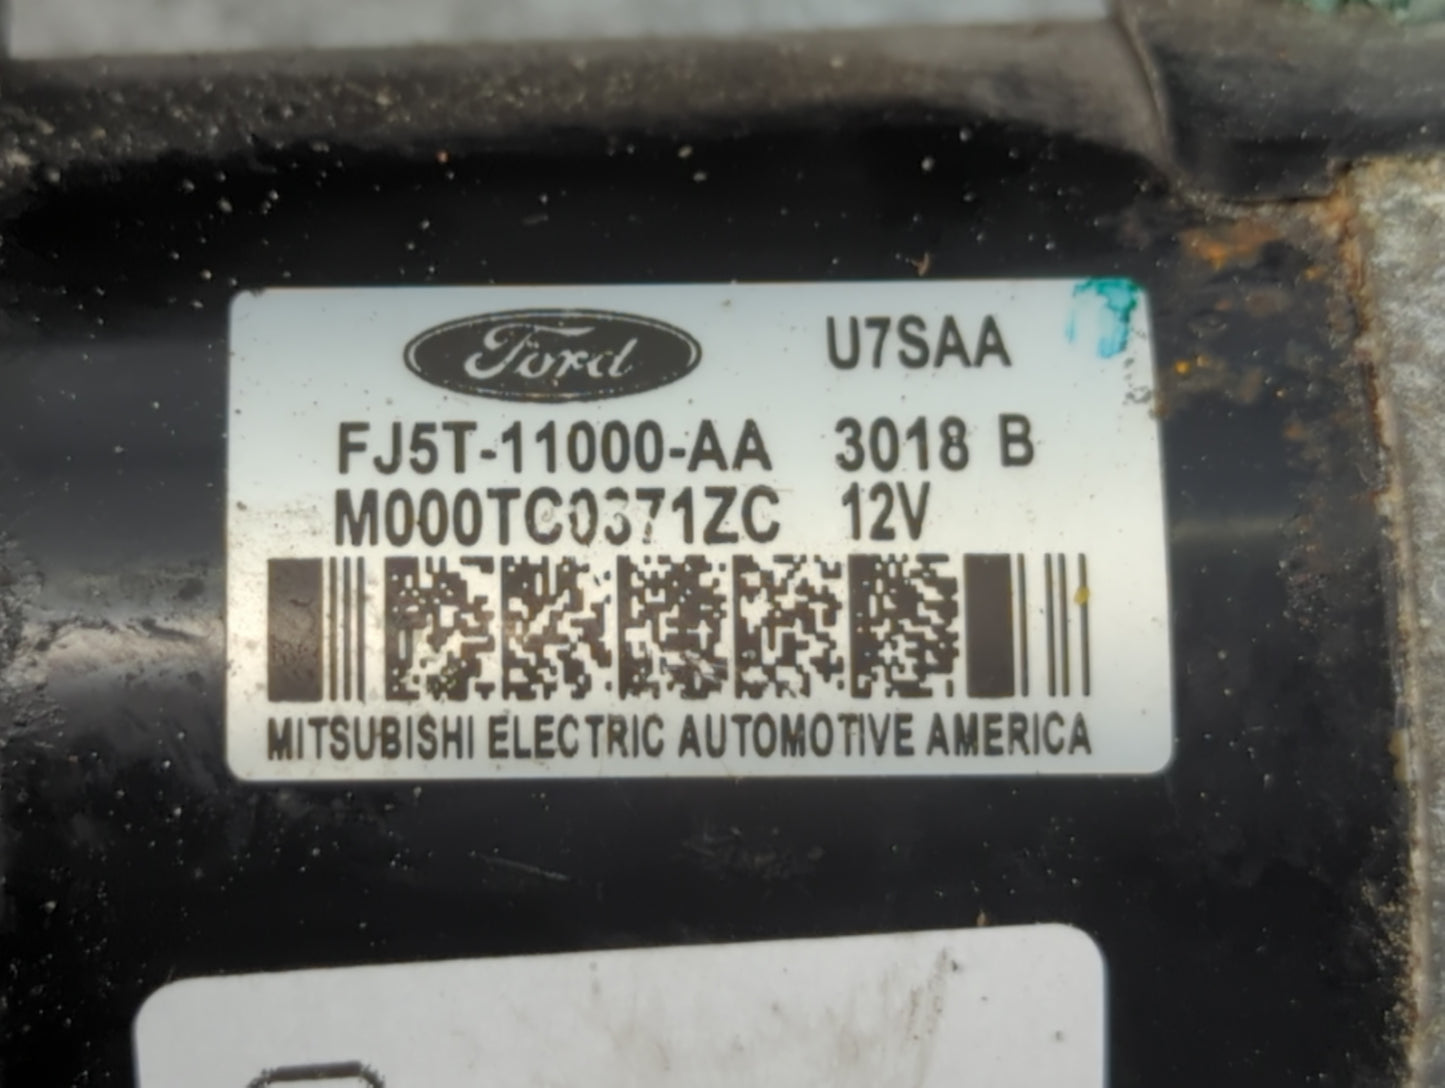 Ford U7SAA
FJ5T-11000-AA 3018 B
M000TC0371ZC 12V
MITSUBISHI ELECTRIC AUTOMOTIVE AMERICA